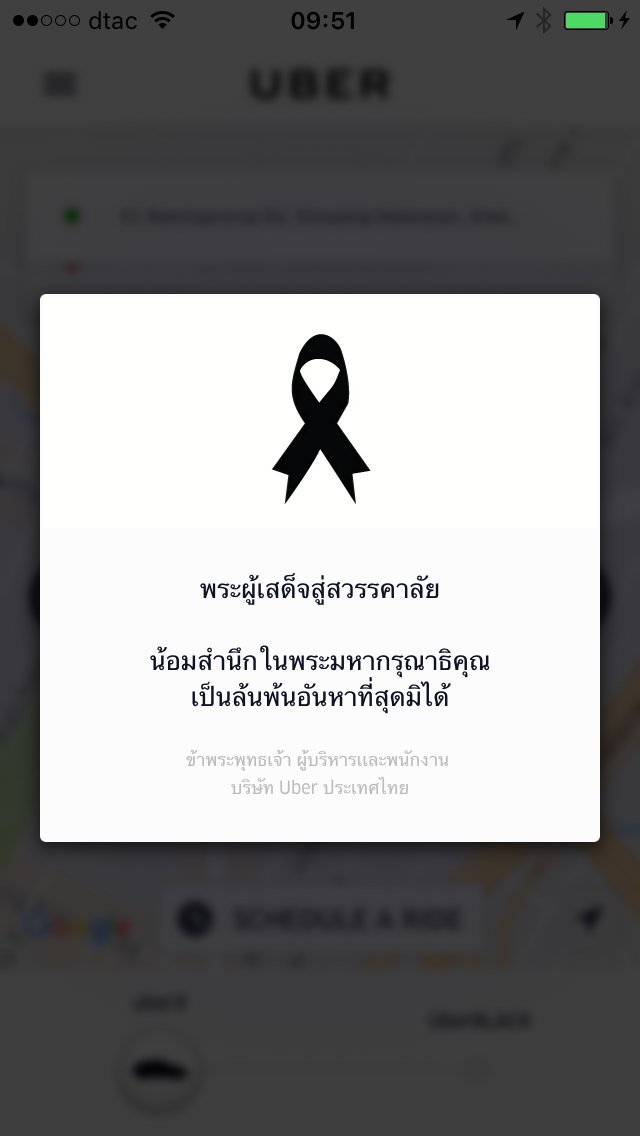 dtac
09:51
UBER
พระผู้เสด็จสู่สวรรคาลัย
น้อมสำนึกในพระมหากรุณาธิคุณ
เป็นล้นพ้นอันหาที่สุดมิได้
ข้าพระพุทธเจ้า ผู้บริหารและพนักงาน
บริษัท Uber ประเทศไทย
Google
SCHEDULE A RIDE
uberX
UberBLACK